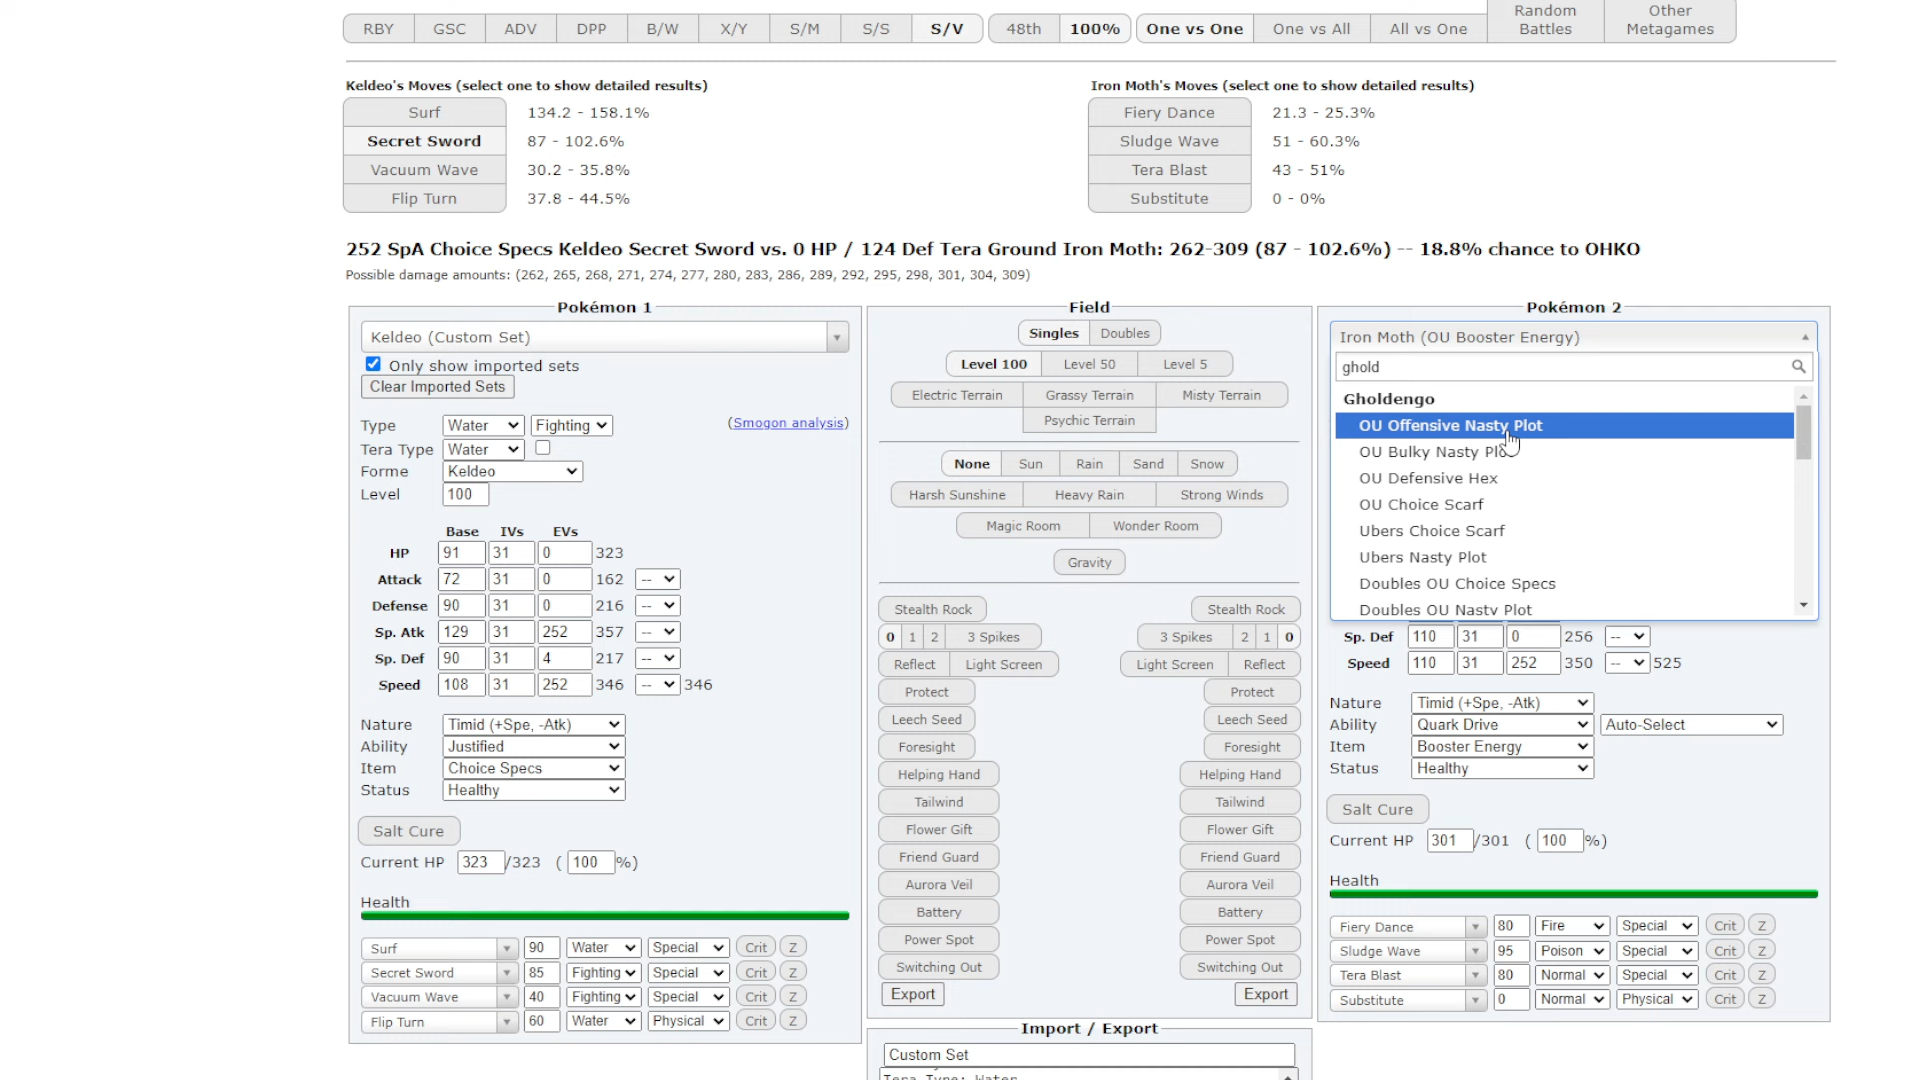 RBY GSC ADV DPP B/W X/Y S/M S/S S/V 48th 100% One vs One One vs All All vs One Random Battles Other Metagames
Keldeo's Moves (select one to show detailed results)
Surf 134.2 - 158.1%
Secret Sword 87 - 102.6%
Vacuum Wave 30.2 - 35.8%
Flip Turn 37.8 - 44.5%
Iron Moth's Moves (select one to show detailed results)
Fiery Dance 21.3 - 25.3%
Sludge Wave 51 - 60.3%
Tera Blast 43 - 51%
Substitute 0 - 0%
252 SpA Choice Specs Keldeo Secret Sword vs. 0 HP / 124 Def Tera Ground Iron Moth: 262-309 (87 - 102.6%) -- 18.8% chance to OHKO
Possible damage amounts: (262, 265, 268, 271, 274, 277, 280, 283, 286, 289, 292, 295, 298, 301, 304, 309)
Pokémon 1
Keldeo (Custom Set)
Only show imported sets
Clear Imported Sets
Type Water Fighting (Smogon analysis)
Tera Type Water
Forme Keldeo
Level 100
Base IVs EVs
HP 91 31 0 323
Attack 72 31 0 162 --
Defense 90 31 0 216 --
Sp. Atk 129 31 252 357 --
Sp. Def 90 31 4 217 --
Speed 108 31 252 346 -- 346
Nature Timid (+Spe, -Atk)
Ability Justified
Item Choice Specs
Status Healthy
Salt Cure
Current HP 323 /323 ( 100 %)
Health
Surf 90 Water Special Crit Z
Secret Sword 85 Fighting Special Crit Z
Vacuum Wave 40 Fighting Special Crit Z
Flip Turn 60 Water Physical Crit Z
Field
Singles Doubles
Level 100 Level 50 Level 5
Electric Terrain Grassy Terrain Misty Terrain
Psychic Terrain
None Sun Rain Sand Snow
Harsh Sunshine Heavy Rain Strong Winds
Magic Room Wonder Room
Gravity
Stealth Rock Stealth Rock
0 1 2 3 Spikes 3 Spikes 2 1 0
Reflect Light Screen Light Screen Reflect
Protect Protect
Leech Seed Leech Seed
Foresight Foresight
Helping Hand Helping Hand
Tailwind Tailwind
Flower Gift Flower Gift
Friend Guard Friend Guard
Aurora Veil Aurora Veil
Battery Battery
Power Spot Power Spot
Switching Out Switching Out
Export Export
Import / Export
Custom Set
Tera Type: Water
Pokémon 2
Iron Moth (OU Booster Energy)
ghold
Gholdengo
OU Offensive Nasty Plot
OU Bulky Nasty Plot
OU Defensive Hex
OU Choice Scarf
Ubers Choice Scarf
Ubers Nasty Plot
Doubles OU Choice Specs
Doubles OU Nasty Plot
Sp. Def 110 31 0 256 --
Speed 110 31 252 350 -- 525
Nature Timid (+Spe, -Atk)
Ability Quark Drive Auto-Select
Item Booster Energy
Status Healthy
Salt Cure
Current HP 301 /301 ( 100 %)
Health
Fiery Dance 80 Fire Special Crit Z
Sludge Wave 95 Poison Special Crit Z
Tera Blast 80 Normal Special Crit Z
Substitute 0 Normal Physical Crit Z